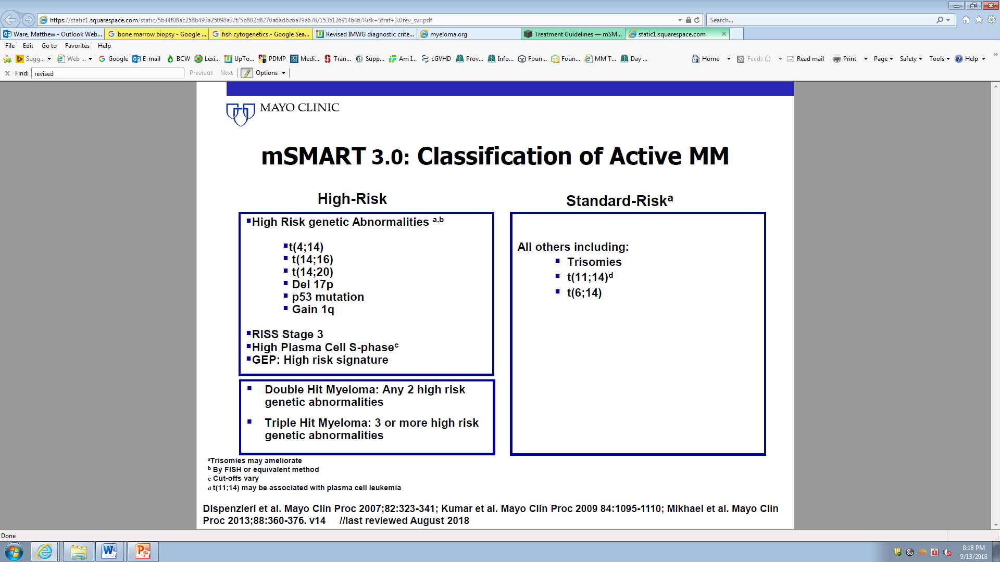 https://static1.squarespace.com/static/5b44f08ac258b493a25098a3/t/5b802d8270a6adbc6a79a678/1535126914646/Risk+Strat+3.0rev_svr.pdf
Search...
Ware, Matthew - Outlook Web...
bone marrow biopsy - Google ...
fish cytogenetics - Google Sea...
Revised IMWG diagnostic crite...
myeloma.org
Treatment Guidelines — mSM...
static1.squarespace.com
File Edit Go to Favorites Help
Sugg... Web ... Google E-mail BCW Lexi... UpTo... PDMP Medi... Tran... Supp... Am I... cGVHD Prov... Info... Foun... Foun... MM T... Day ... Home Feeds (J) Read mail Print Page Safety Tools Help
Find: revised Previous Next Options
MAYO CLINIC
mSMART 3.0: Classification of Active MM
High-Risk
▪High Risk genetic Abnormalities a,b
▪t(4;14)
▪ t(14;16)
▪ t(14;20)
▪ Del 17p
▪ p53 mutation
▪ Gain 1q
▪RISS Stage 3
▪High Plasma Cell S-phasec
▪GEP: High risk signature
▪ Double Hit Myeloma: Any 2 high risk
genetic abnormalities
▪ Triple Hit Myeloma: 3 or more high risk
genetic abnormalities
Standard-Riska
All others including:
▪ Trisomies
▪ t(11;14)d
▪ t(6;14)
aTrisomies may ameliorate
b By FISH or equivalent method
c Cut-offs vary
d t(11;14) may be associated with plasma cell leukemia
Dispenzieri et al. Mayo Clin Proc 2007;82:323-341; Kumar et al. Mayo Clin Proc 2009 84:1095-1110; Mikhael et al. Mayo Clin
Proc 2013;88:360-376. v14 //last reviewed August 2018
Done
8:18 PM
9/13/2018